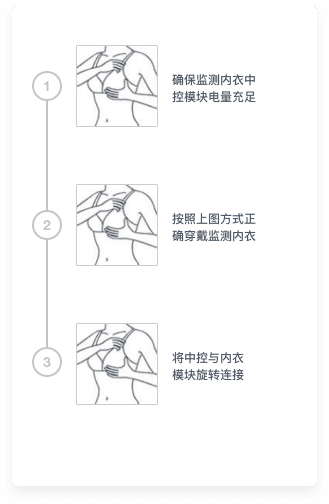 1
确保监测内衣中
控模块电量充足
2
按照上图方式正
确穿戴监测内衣
3
将中控与内衣
模块旋转连接